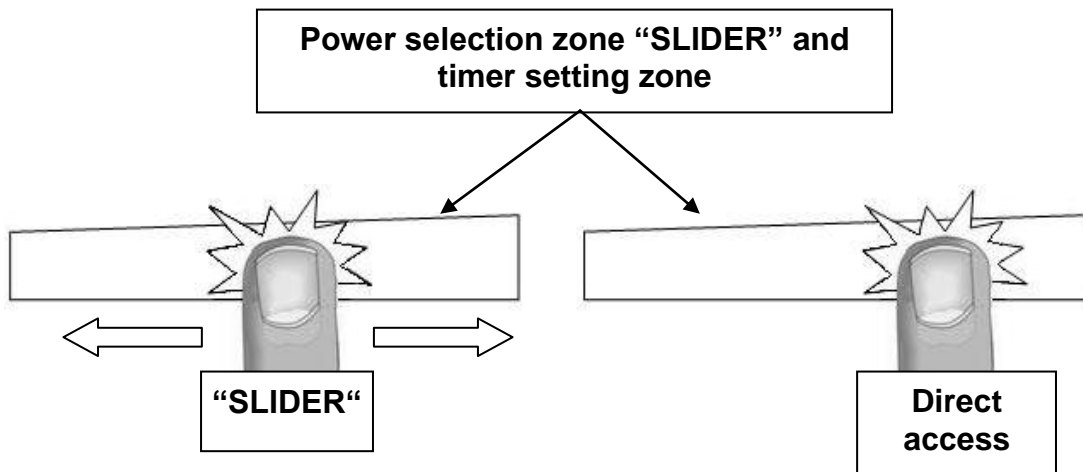 Power selection zone “SLIDER” and
timer setting zone
“SLIDER“
Direct
access